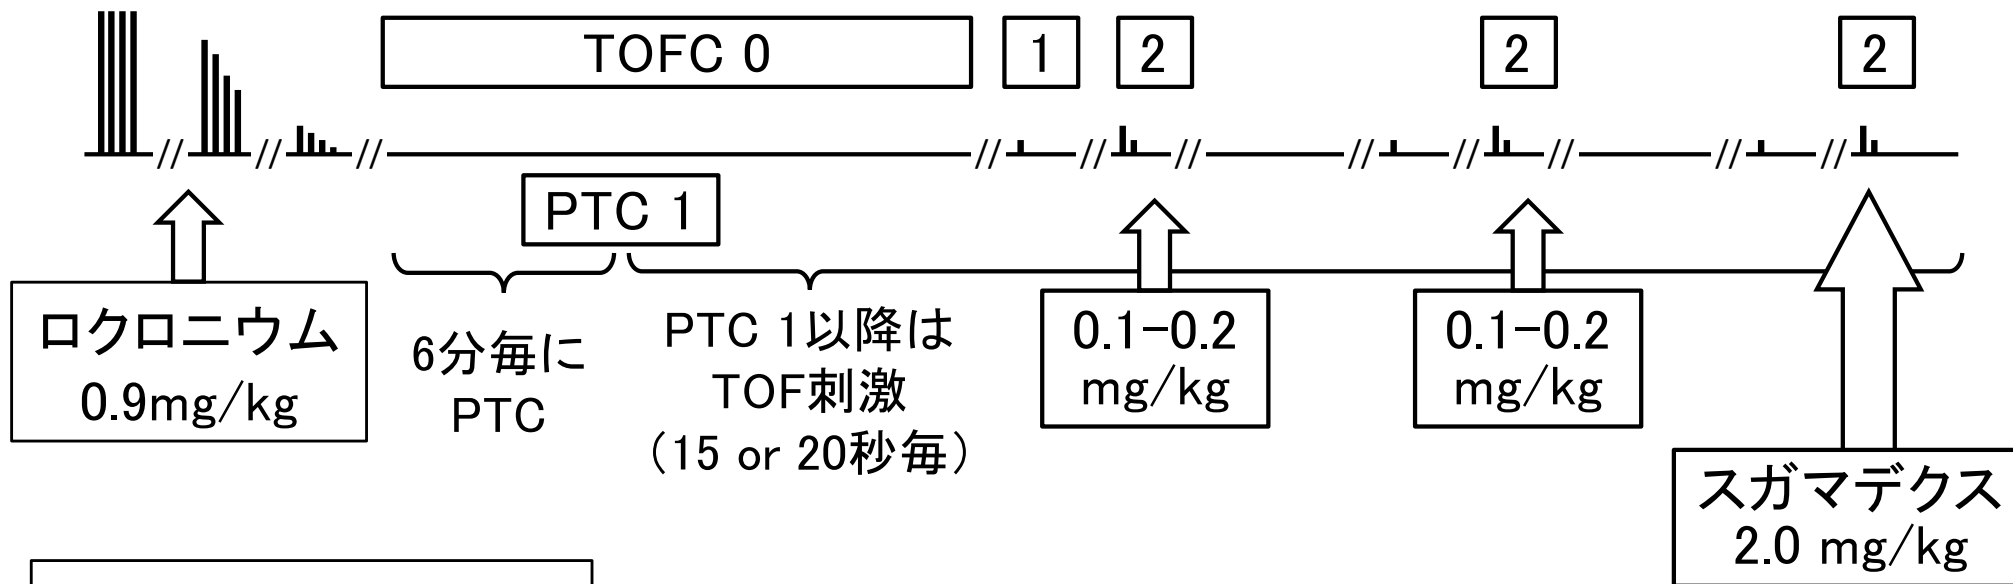 TOFC 0
1
2
2
2
PTC 1
ロクロニウム
0.9mg/kg
6分毎に
PTC
PTC 1以降は
TOF刺激
(15 or 20秒毎)
0.1-0.2
mg/kg
0.1-0.2
mg/kg
スガマデクス
2.0 mg/kg